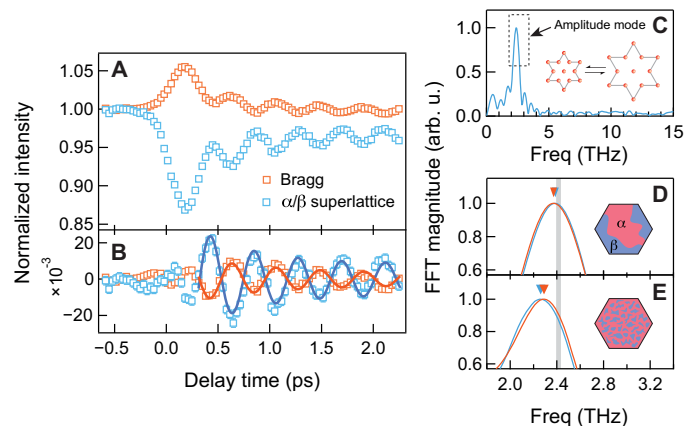 A
Normalized intensity
1.05
1.00
0.95
0.90
0.85
Bragg
α/β superlattice
B
×10⁻³
20
0
−20
−0.5 0.0 0.5 1.0 1.5 2.0
Delay time (ps)
C
Amplitude mode
1.0
0.5
0.0
0 5 10 15
Freq (THz)
FFT magnitude (arb. u.)
D
1.0
0.8
0.6
α
β
E
1.0
0.8
0.6
2.0 2.4 2.8 3.2
Freq (THz)